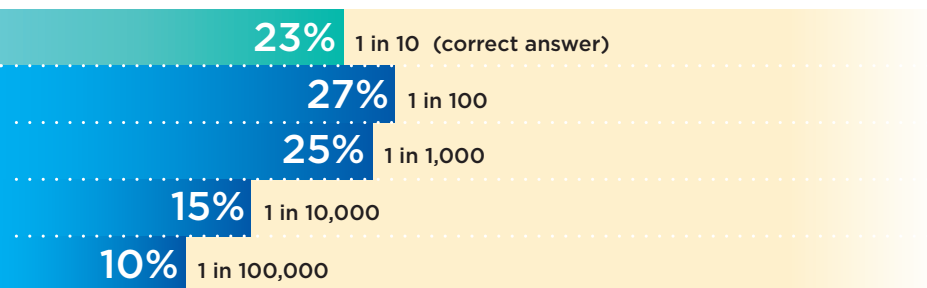 23% 1 in 10 (correct answer)
27% 1 in 100
25% 1 in 1,000
15% 1 in 10,000
10% 1 in 100,000